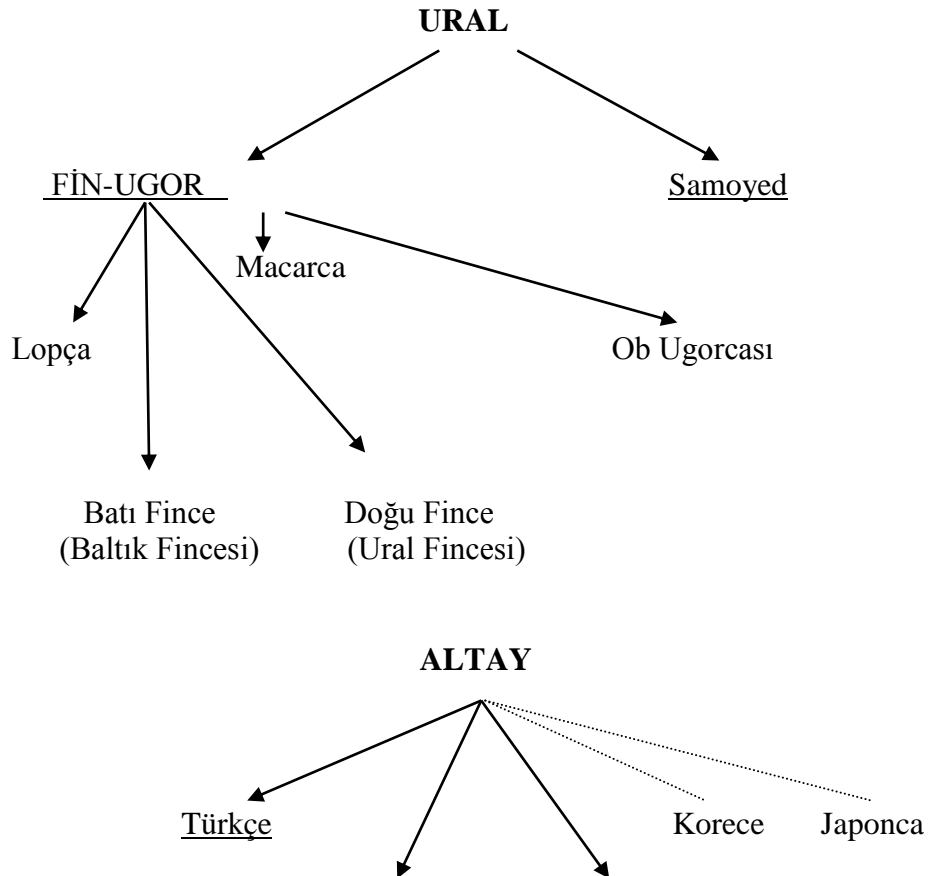 URAL
FİN-UGOR
Samoyed
Macarca
Lopça
Ob Ugorcası
Batı Fince
(Baltık Fincesi)
Doğu Fince
(Ural Fincesi)
ALTAY
Türkçe
Korece
Japonca